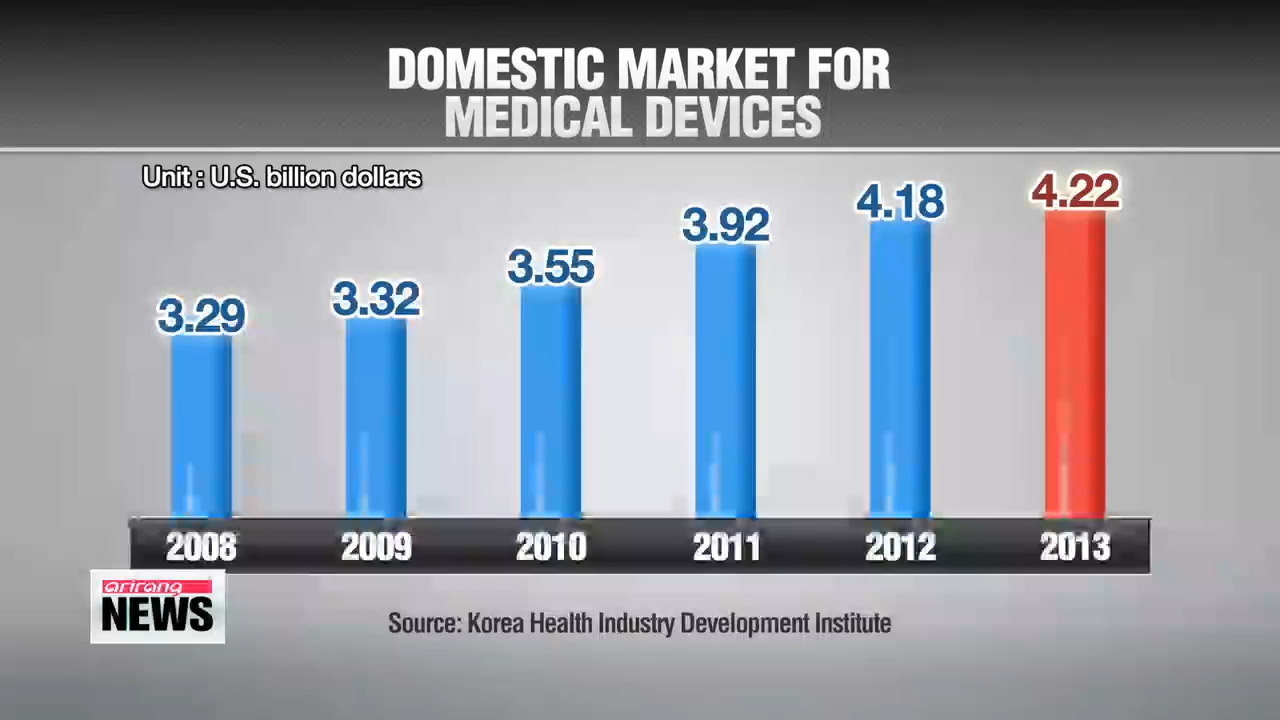 DOMESTIC MARKET FOR
MEDICAL DEVICES
Unit : U.S. billion dollars
3.29
3.32
3.55
3.92
4.18
4.22
2008
2009
2010
2011
2012
2013
arirang
NEWS
Source: Korea Health Industry Development Institute